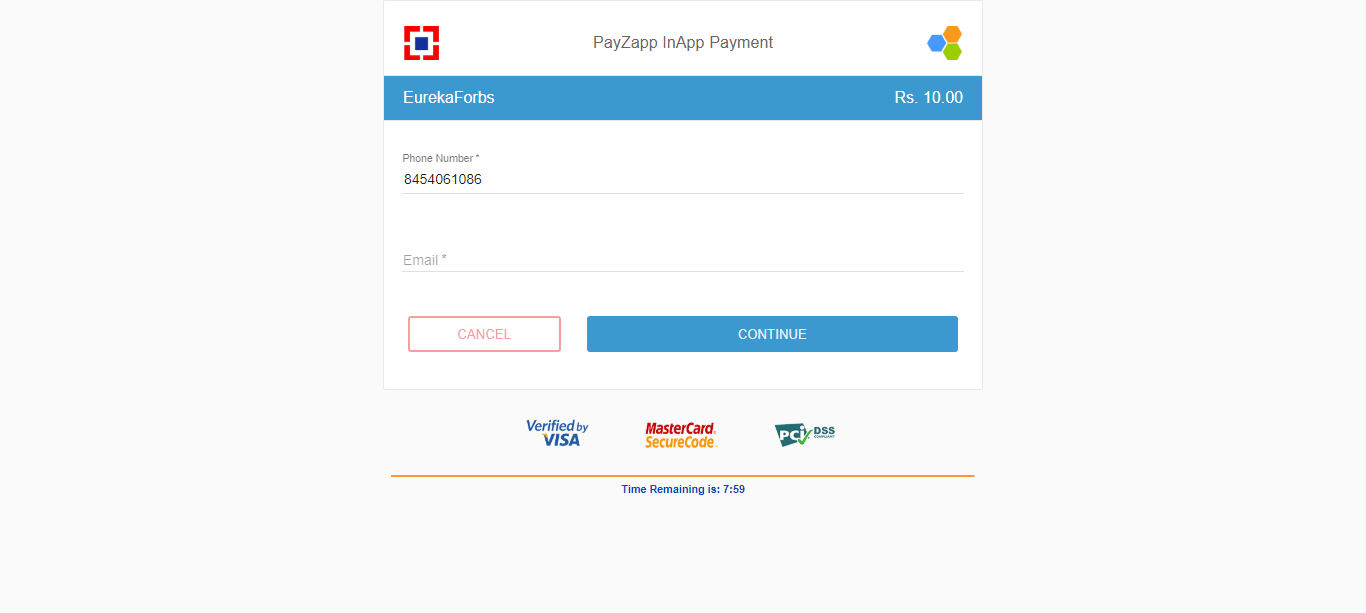 PayZapp InApp Payment
EurekaForbs Rs. 10.00
Phone Number *
8454061086
Email *
CANCEL CONTINUE
Verified by VISA
MasterCard SecureCode
PCI DSS COMPLIANT
Time Remaining is: 7:59